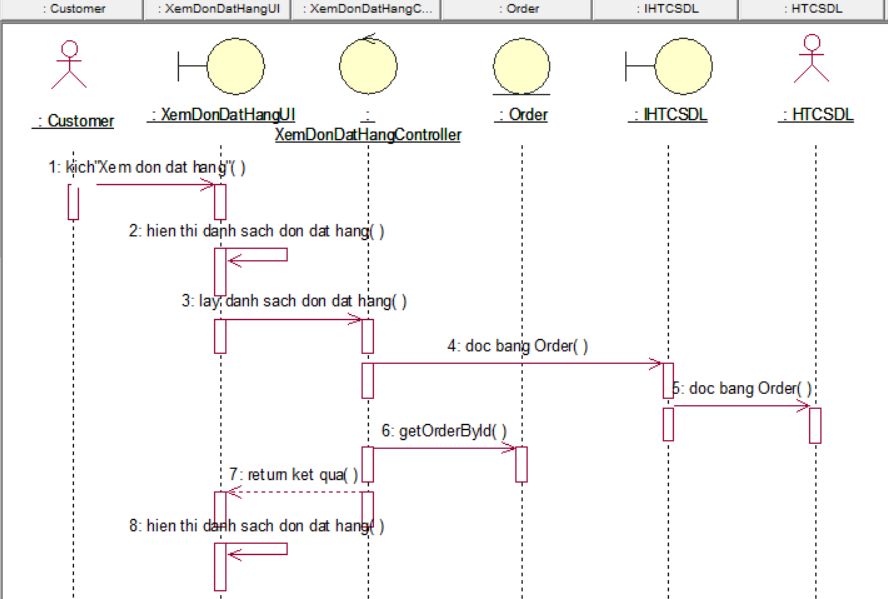 : Customer
: XemDonDatHangUI
: XemDonDatHangC...
: Order
: IHTCSDL
: HTCSDL
: Customer
: XemDonDatHangUI
:
XemDonDatHangController
: Order
: IHTCSDL
: HTCSDL
1: kich"Xem don dat hang"( )
2: hien thi danh sach don dat hang( )
3: lay danh sach don dat hang( )
4: doc bang Order( )
5: doc bang Order( )
6: getOrderById( )
7: return ket qua( )
8: hien thi danh sach don dat hang( )